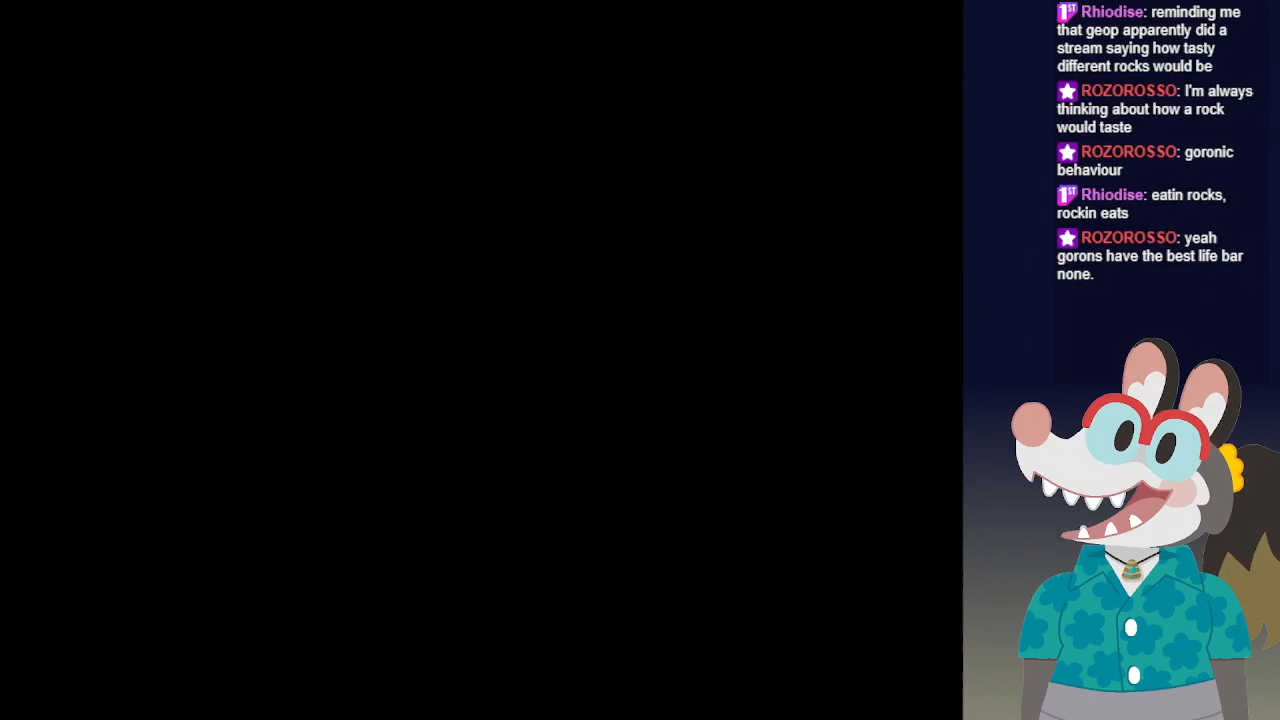 1ST Rhiodise: reminding me
that geop apparently did a
stream saying how tasty
different rocks would be
ROZOROSSO: I'm always
thinking about how a rock
would taste
ROZOROSSO: goronic
behaviour
1ST Rhiodise: eatin rocks,
rockin eats
ROZOROSSO: yeah
gorons have the best life bar
none.